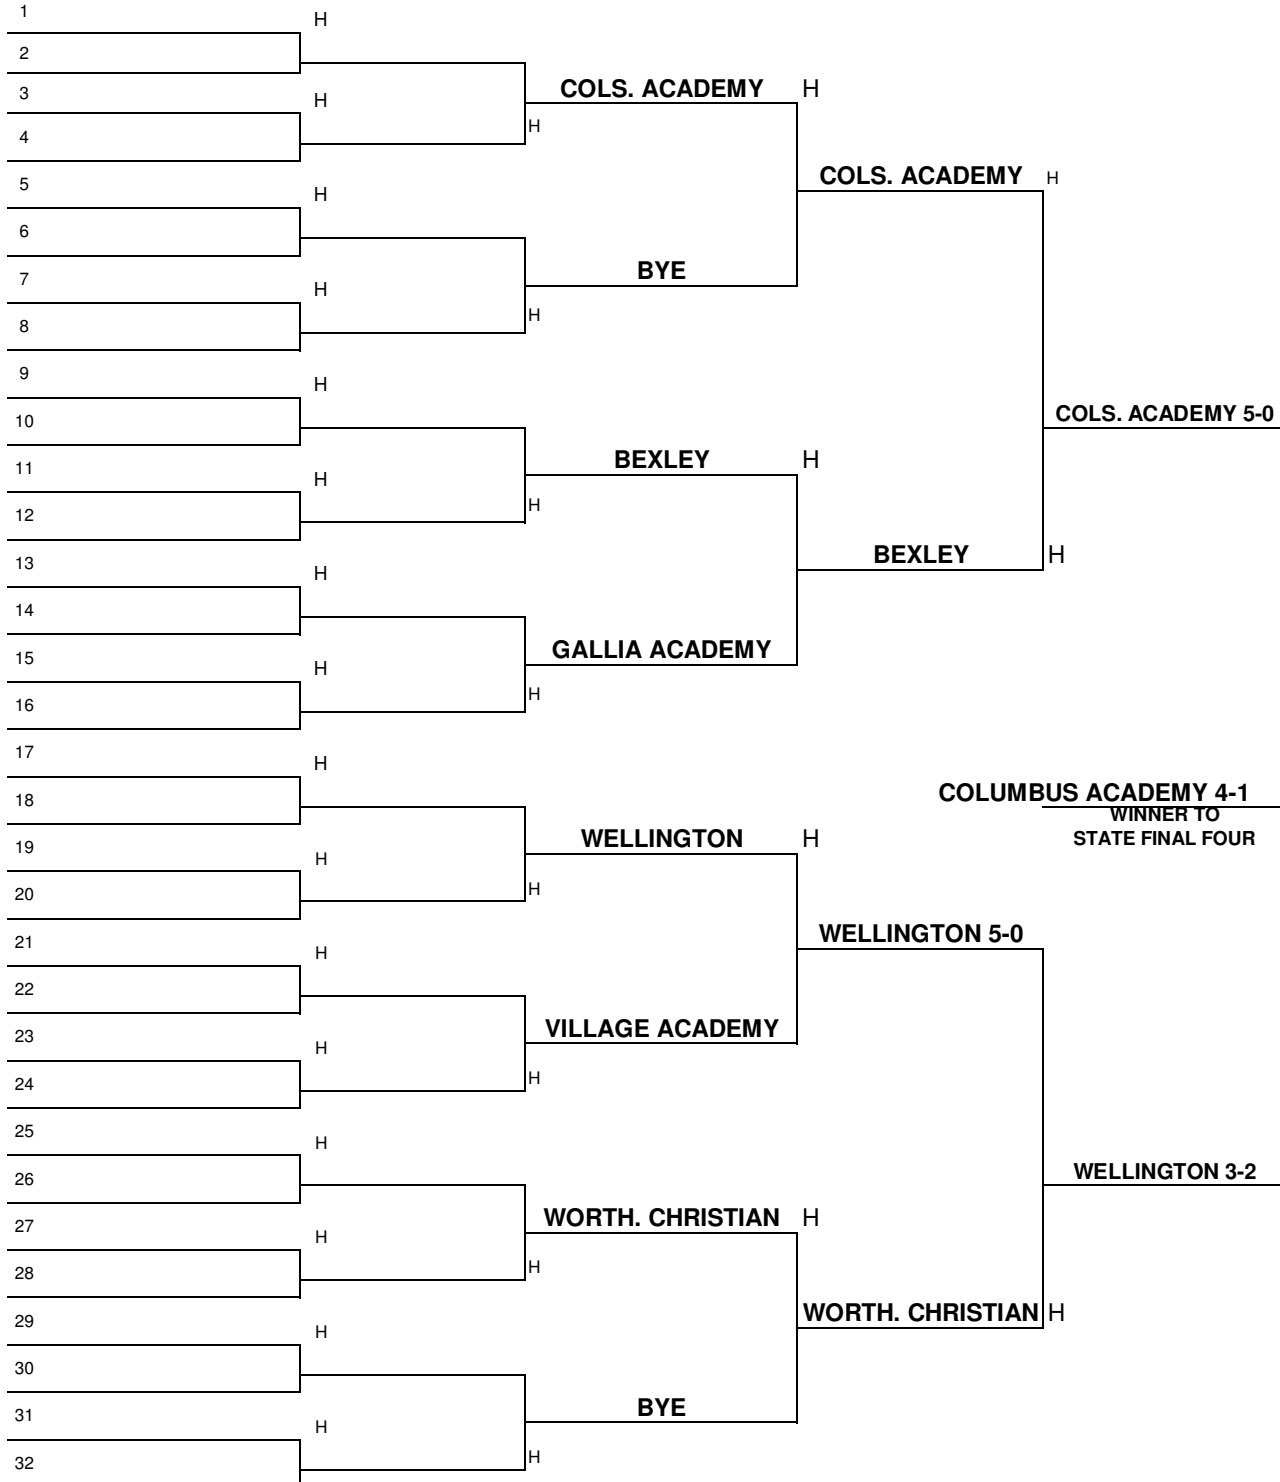 1
H
2
3
H
4
COLS. ACADEMY H
H
5
H
6
7
H
8
BYE
H
COLS. ACADEMY H
9
H
10
11
H
12
BEXLEY H
H
13
H
14
15
H
16
GALLIA ACADEMY
H
BEXLEY H
COLS. ACADEMY 5-0
17
H
18
19
H
20
WELLINGTON H
H
COLUMBUS ACADEMY 4-1
WINNER TO
STATE FINAL FOUR
21
H
22
23
H
24
VILLAGE ACADEMY
H
WELLINGTON 5-0
25
H
26
27
H
28
WORTH. CHRISTIAN H
H
29
H
30
31
H
32
BYE
H
WORTH. CHRISTIAN H
WELLINGTON 3-2